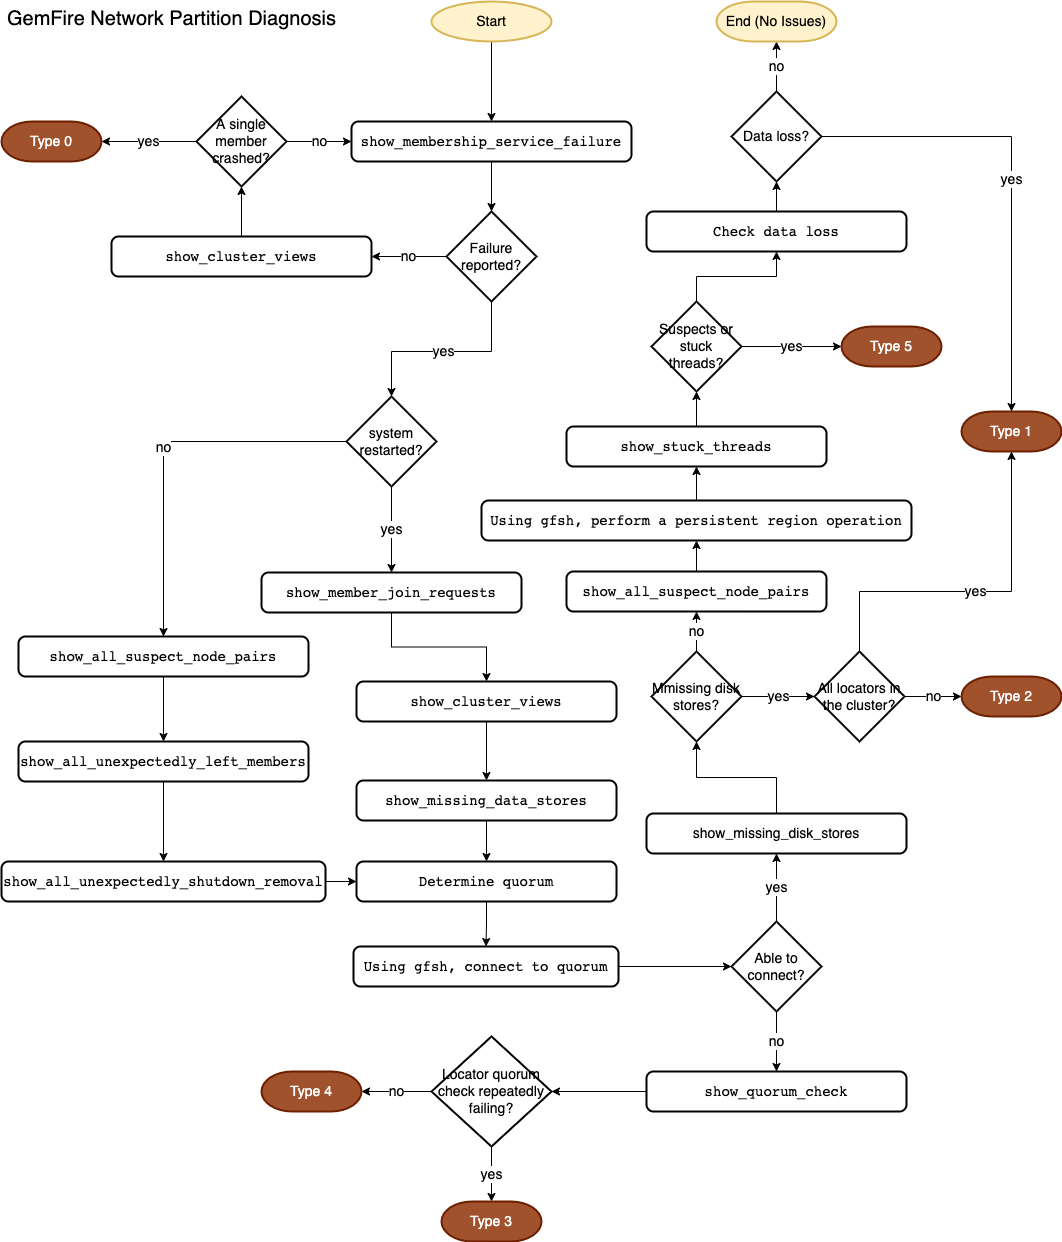 GemFire Network Partition Diagnosis
Start
End (No Issues)
no
A single
member
crashed?
Type 0
yes
no
show_membership_service_failure
Data loss?
yes
Check data loss
show_cluster_views
no
Failure
reported?
Suspects or
stuck
threads?
yes
Type 5
yes
Type 1
system
restarted?
no
show_stuck_threads
Using gfsh, perform a persistent region operation
yes
show_member_join_requests
show_all_suspect_node_pairs
yes
no
show_all_suspect_node_pairs
show_cluster_views
Mmissing disk
stores?
yes
All locators in
the cluster?
no
Type 2
show_all_unexpectedly_left_members
show_missing_data_stores
show_missing_disk_stores
show_all_unexpectedly_shutdown_removal
Determine quorum
yes
Using gfsh, connect to quorum
Able to
connect?
no
Locator quorum
check repeatedly
failing?
Type 4
no
show_quorum_check
yes
Type 3